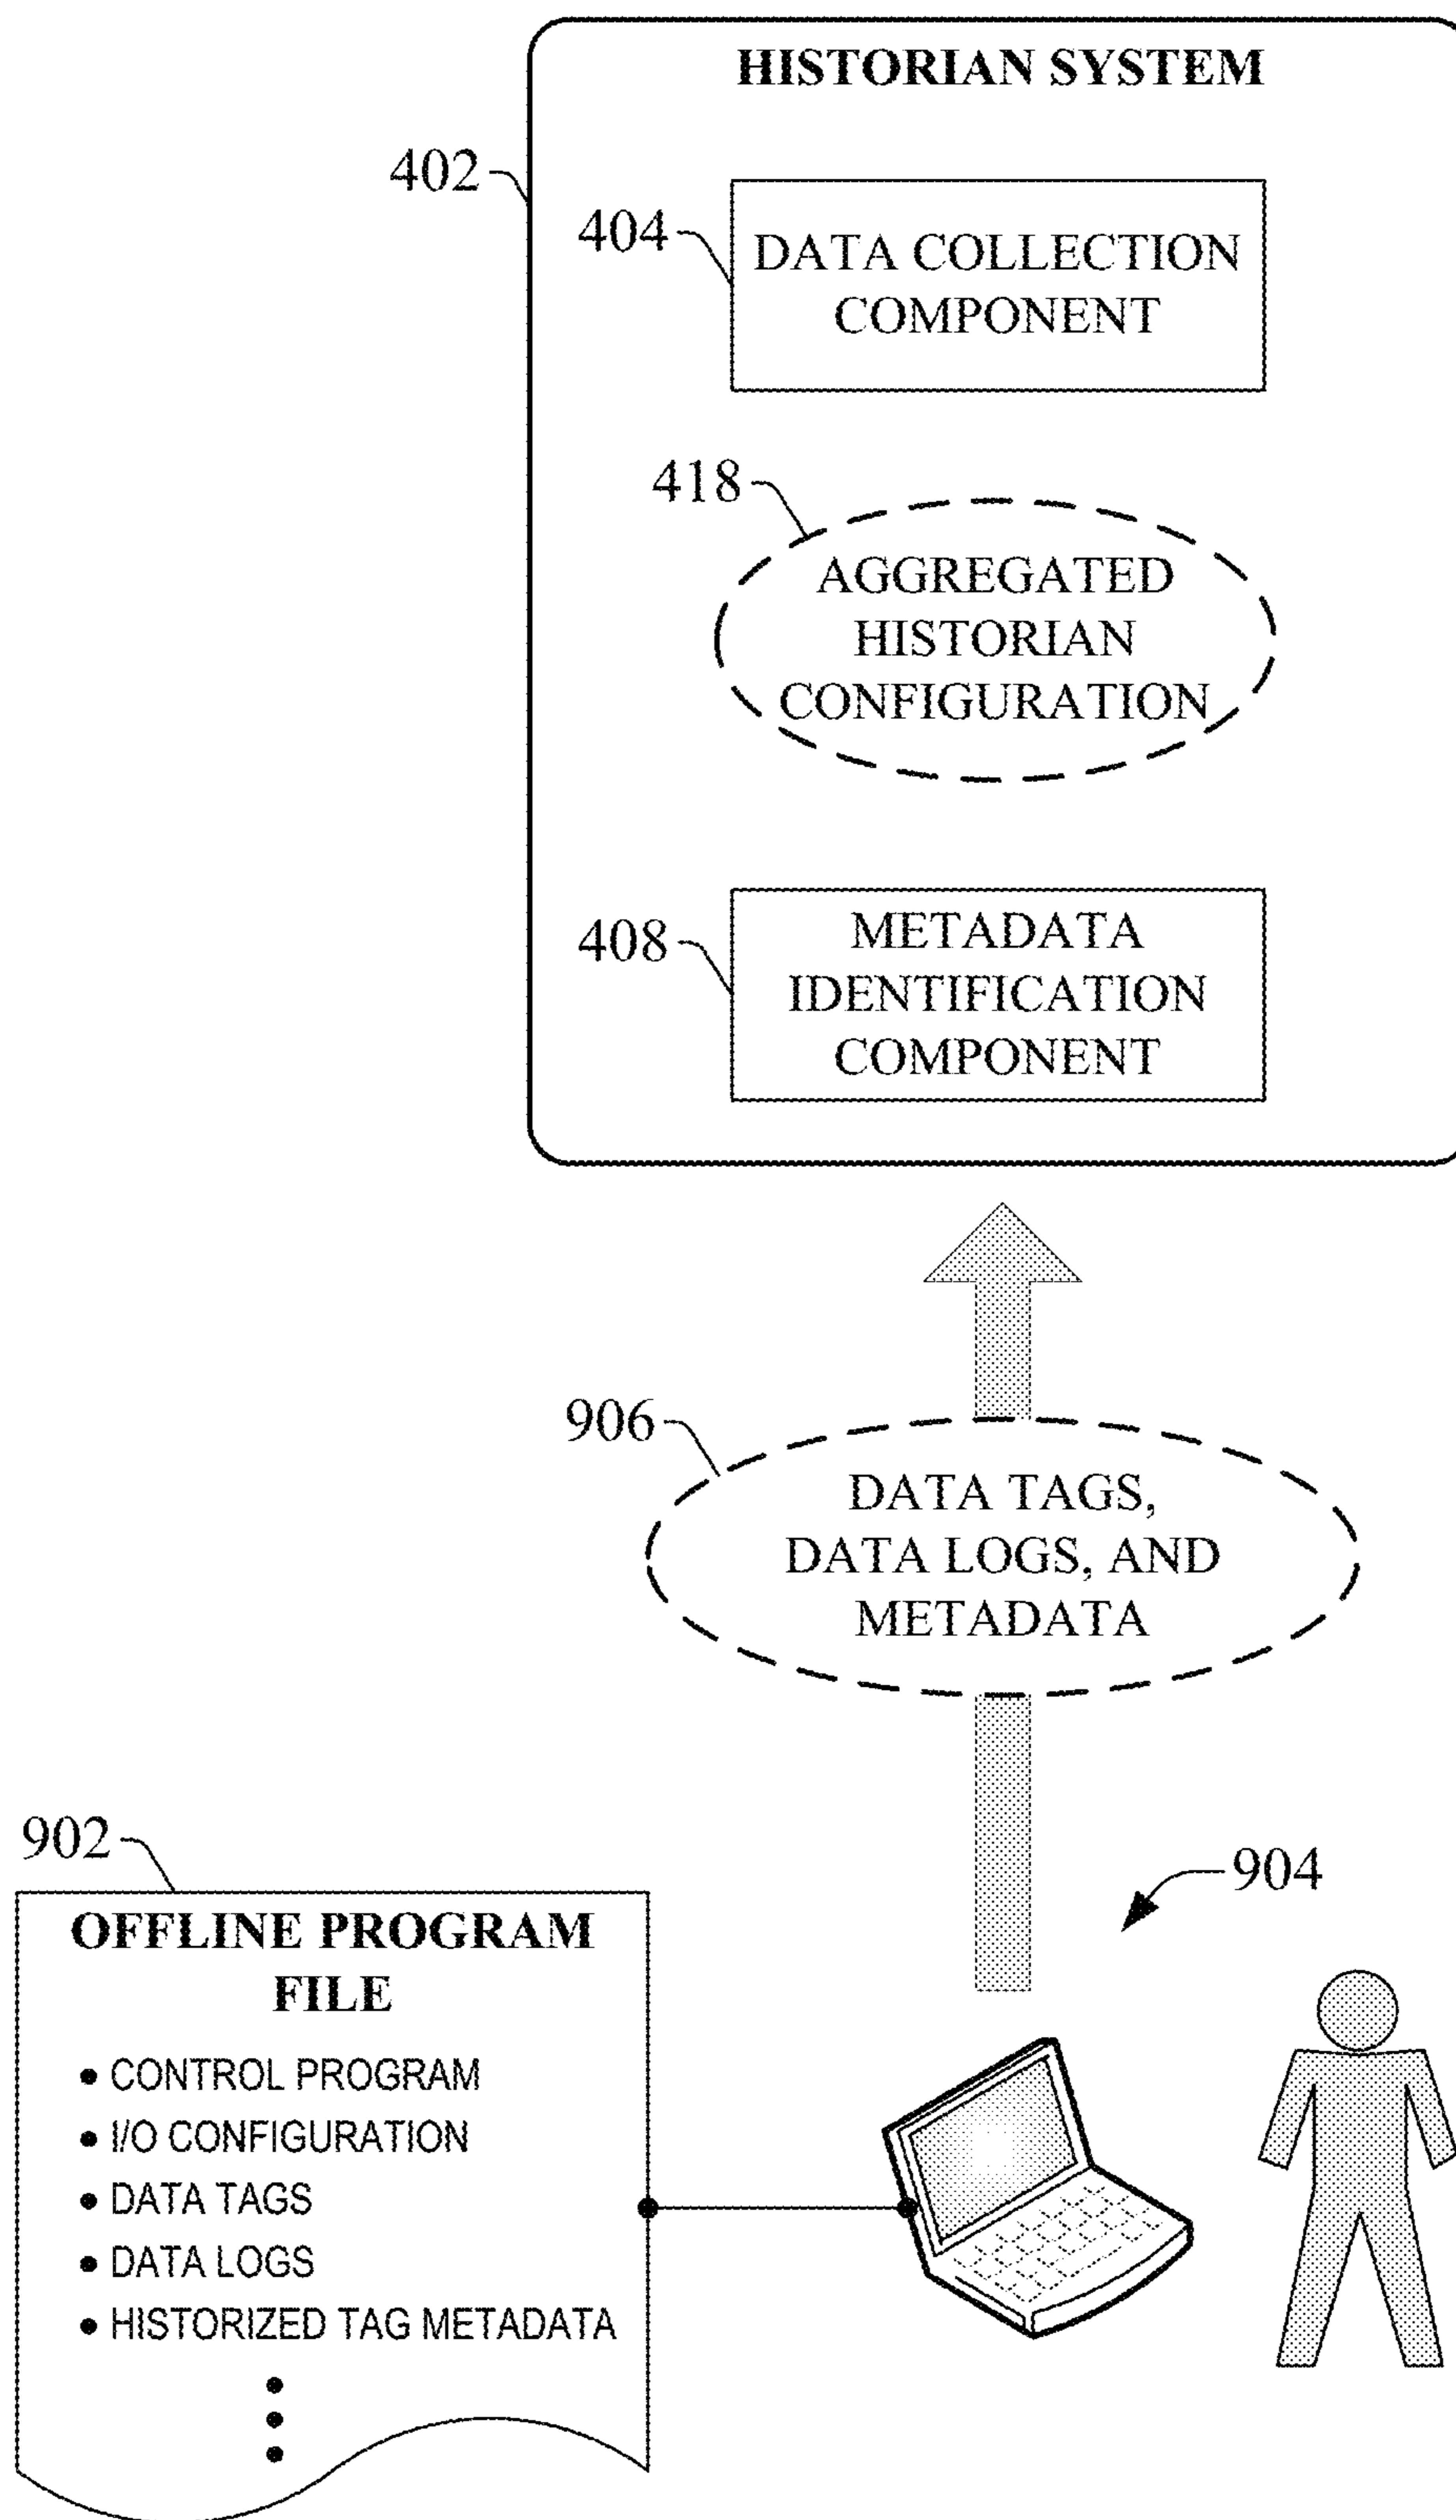 HISTORIAN SYSTEM
402
404
DATA COLLECTION
COMPONENT
418
AGGREGATED
HISTORIAN
CONFIGURATION
408
METADATA
IDENTIFICATION
COMPONENT
906
DATA TAGS,
DATA LOGS, AND
METADATA
902
904
OFFLINE PROGRAM
FILE
• CONTROL PROGRAM
• I/O CONFIGURATION
• DATA TAGS
• DATA LOGS
• HISTORIZED TAG METADATA